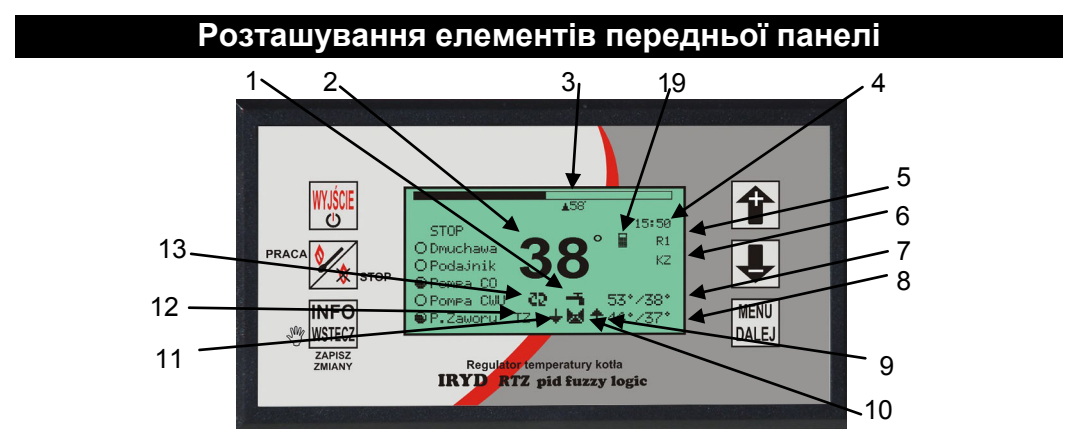 Розташування елементів передньої панелі
1 2 3 19 4
5
6
7
8
9
10
11
12
13
WYJŚCIE
PRACA
STOP
INFO
WSTECZ
ZAPISZ
ZMIANY
▲58°
STOP
Dmuchawa
Podajnik
Pompa CO
Pompa CWU
P.Zaworu
38°
15:50
R1
KZ
53°/38°
/37°
+
-
MENU
DALEJ
Regulator temperatury kotła
IRYD RTZ pid fuzzy logic